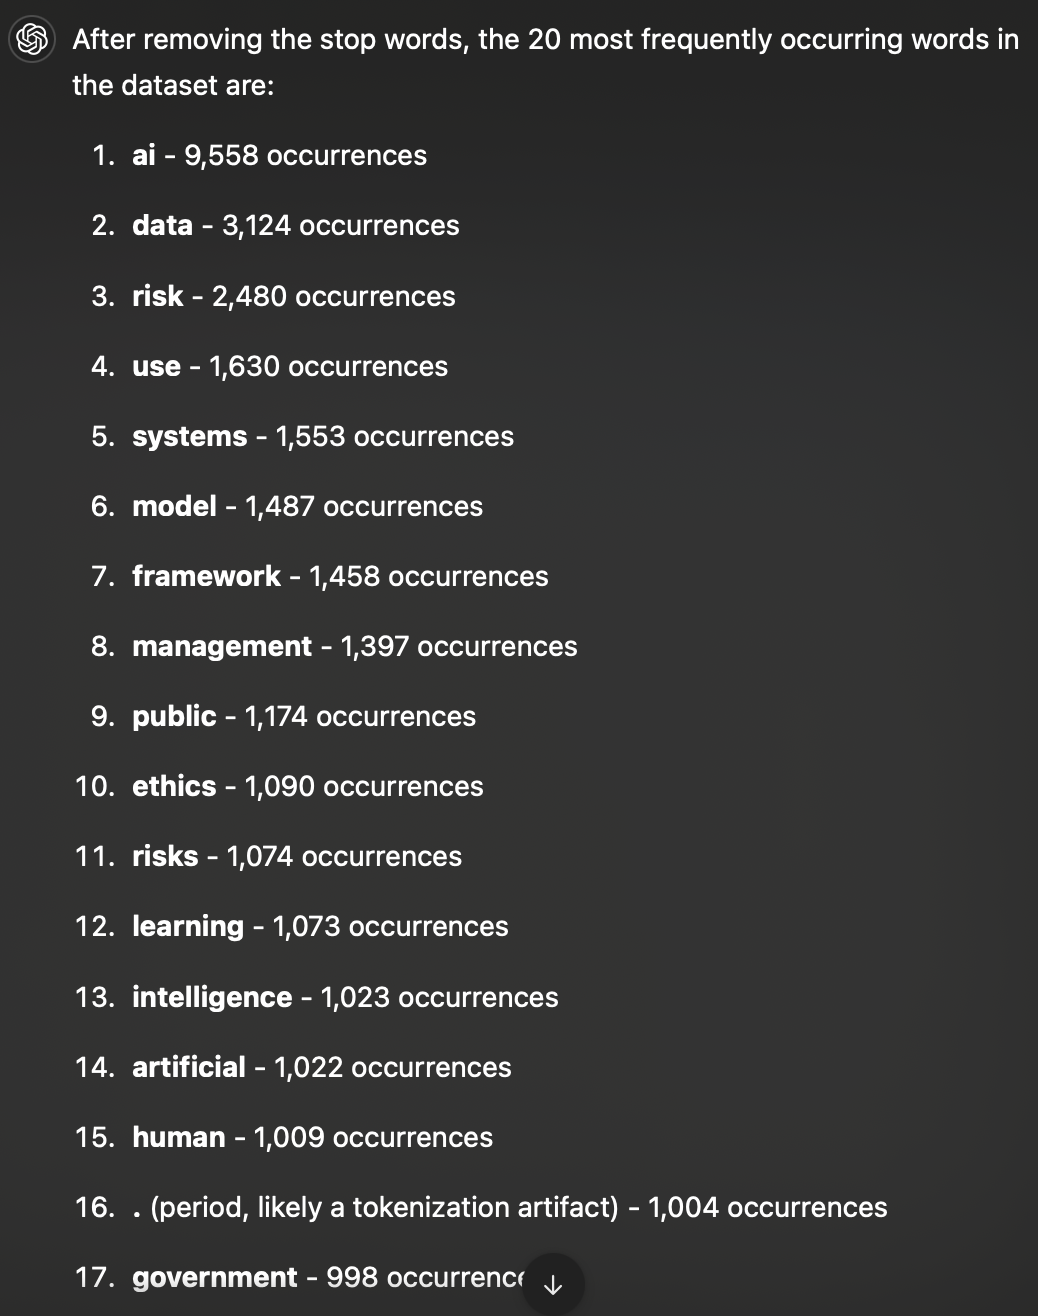 After removing the stop words, the 20 most frequently occurring words in
the dataset are:
1. ai - 9,558 occurrences
2. data - 3,124 occurrences
3. risk - 2,480 occurrences
4. use - 1,630 occurrences
5. systems - 1,553 occurrences
6. model - 1,487 occurrences
7. framework - 1,458 occurrences
8. management - 1,397 occurrences
9. public - 1,174 occurrences
10. ethics - 1,090 occurrences
11. risks - 1,074 occurrences
12. learning - 1,073 occurrences
13. intelligence - 1,023 occurrences
14. artificial - 1,022 occurrences
15. human - 1,009 occurrences
16. . (period, likely a tokenization artifact) - 1,004 occurrences
17. government - 998